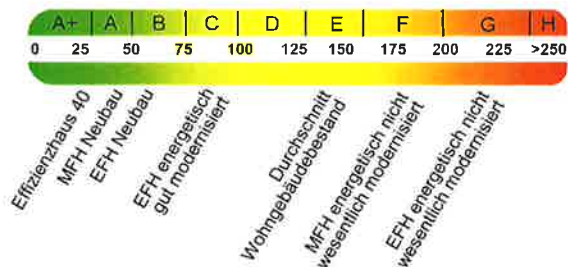 A+ A B C D E F G H
0 25 50 75 100 125 150 175 200 225 >250
Effizienzhaus 40
MFH Neubau
EFH Neubau
EFH energetisch
gut modernisiert
Durchschnitt
Wohngebäudebestand
MFH energetisch nicht
wesentlich modernisiert
EFH energetisch nicht
wesentlich modernisiert